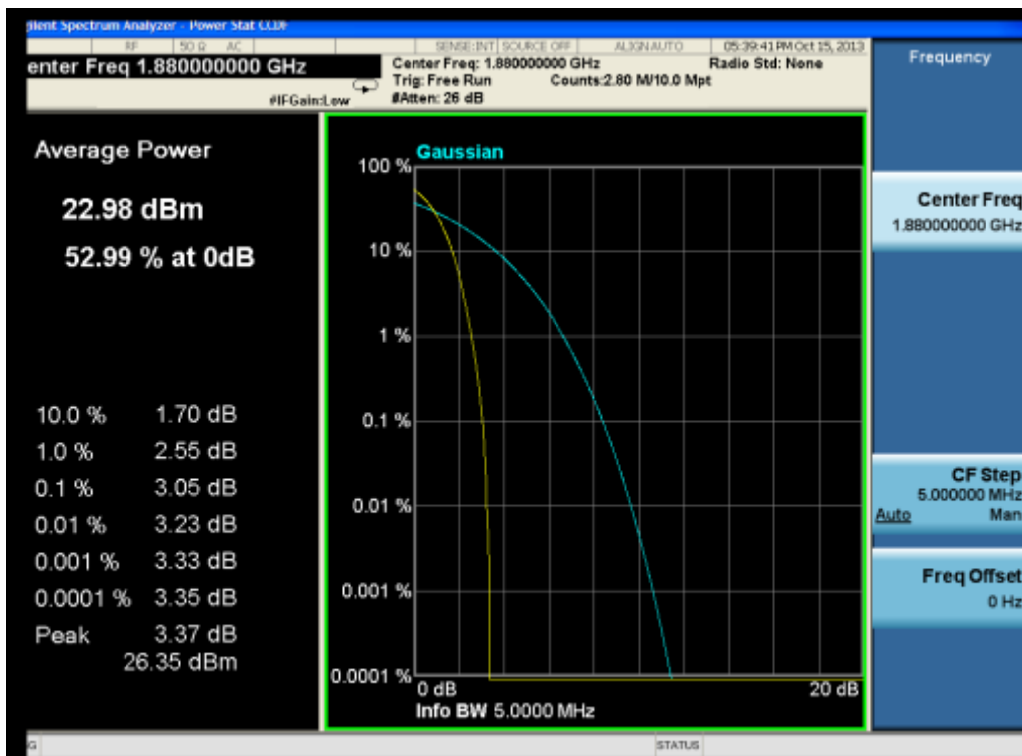 gilent Spectrum Analyzer - Power Stat CCDF
RF 50 Ω AC SENSE:INT SOURCE OFF ALIGN AUTO 05:39:41 PM Oct 15, 2013
enter Freq 1.880000000 GHz
Center Freq: 1.880000000 GHz Radio Std: None
Trig: Free Run Counts:2.80 M/10.0 Mpt
#IFGain:Low #Atten: 26 dB
Average Power
22.98 dBm
52.99 % at 0dB
10.0 % 1.70 dB
1.0 % 2.55 dB
0.1 % 3.05 dB
0.01 % 3.23 dB
0.001 % 3.33 dB
0.0001 % 3.35 dB
Peak 3.37 dB
26.35 dBm
Gaussian
100 %
10 %
1 %
0.1 %
0.01 %
0.001 %
0.0001 %
0 dB 20 dB
Info BW 5.0000 MHz
Frequency
Center Freq
1.880000000 GHz
CF Step
5.000000 MHz
Auto Man
Freq Offset
0 Hz
G STATUS